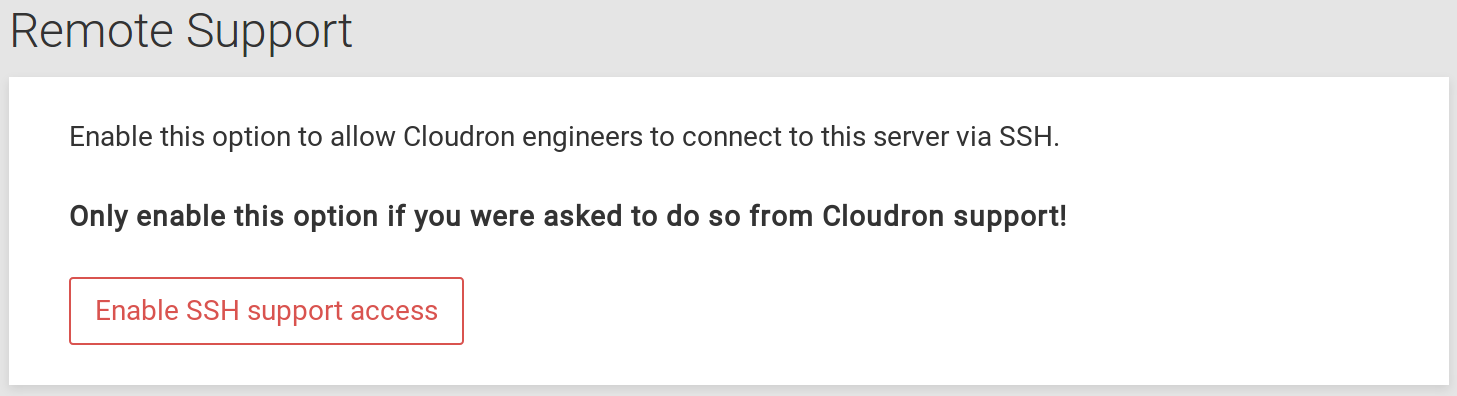 Remote Support
Enable this option to allow Cloudron engineers to connect to this server via SSH.
Only enable this option if you were asked to do so from Cloudron support!
Enable SSH support access